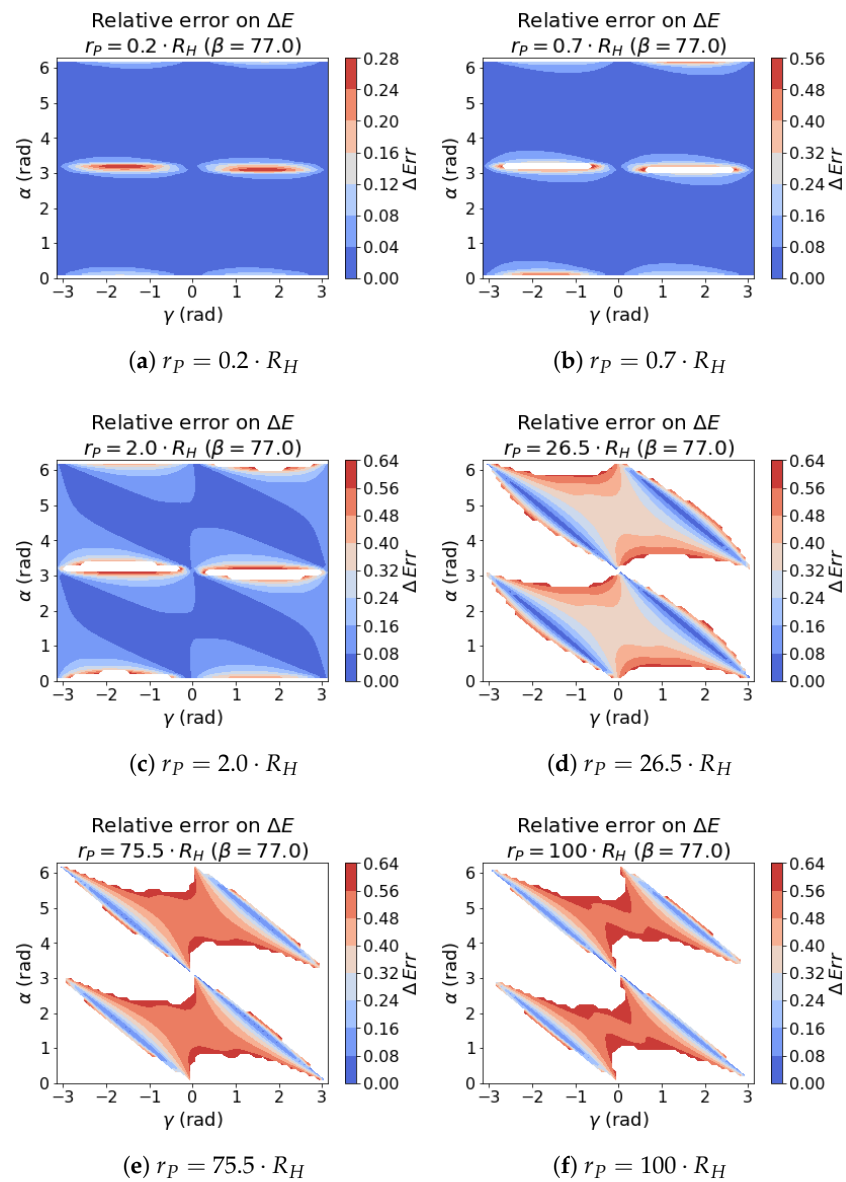 Relative error on ΔE
r_P = 0.2 · R_H (β = 77.0)
6
5
4
3
2
1
0
α (rad)
−3 −2 −1 0 1 2 3
γ (rad)
0.28
0.24
0.20
0.16
0.12
0.08
0.04
0.00
ΔErr
(a) r_P = 0.2 · R_H
Relative error on ΔE
r_P = 0.7 · R_H (β = 77.0)
6
5
4
3
2
1
0
α (rad)
−3 −2 −1 0 1 2 3
γ (rad)
0.56
0.48
0.40
0.32
0.24
0.16
0.08
0.00
ΔErr
(b) r_P = 0.7 · R_H
Relative error on ΔE
r_P = 2.0 · R_H (β = 77.0)
6
5
4
3
2
1
0
α (rad)
−3 −2 −1 0 1 2 3
γ (rad)
0.64
0.56
0.48
0.40
0.32
0.24
0.16
0.08
0.00
ΔErr
(c) r_P = 2.0 · R_H
Relative error on ΔE
r_P = 26.5 · R_H (β = 77.0)
6
5
4
3
2
1
0
α (rad)
−3 −2 −1 0 1 2 3
γ (rad)
0.64
0.56
0.48
0.40
0.32
0.24
0.16
0.08
0.00
ΔErr
(d) r_P = 26.5 · R_H
Relative error on ΔE
r_P = 75.5 · R_H (β = 77.0)
6
5
4
3
2
1
0
α (rad)
−3 −2 −1 0 1 2 3
γ (rad)
0.64
0.56
0.48
0.40
0.32
0.24
0.16
0.08
0.00
ΔErr
(e) r_P = 75.5 · R_H
Relative error on ΔE
r_P = 100 · R_H (β = 77.0)
6
5
4
3
2
1
0
α (rad)
−3 −2 −1 0 1 2 3
γ (rad)
0.64
0.56
0.48
0.40
0.32
0.24
0.16
0.08
0.00
ΔErr
(f) r_P = 100 · R_H